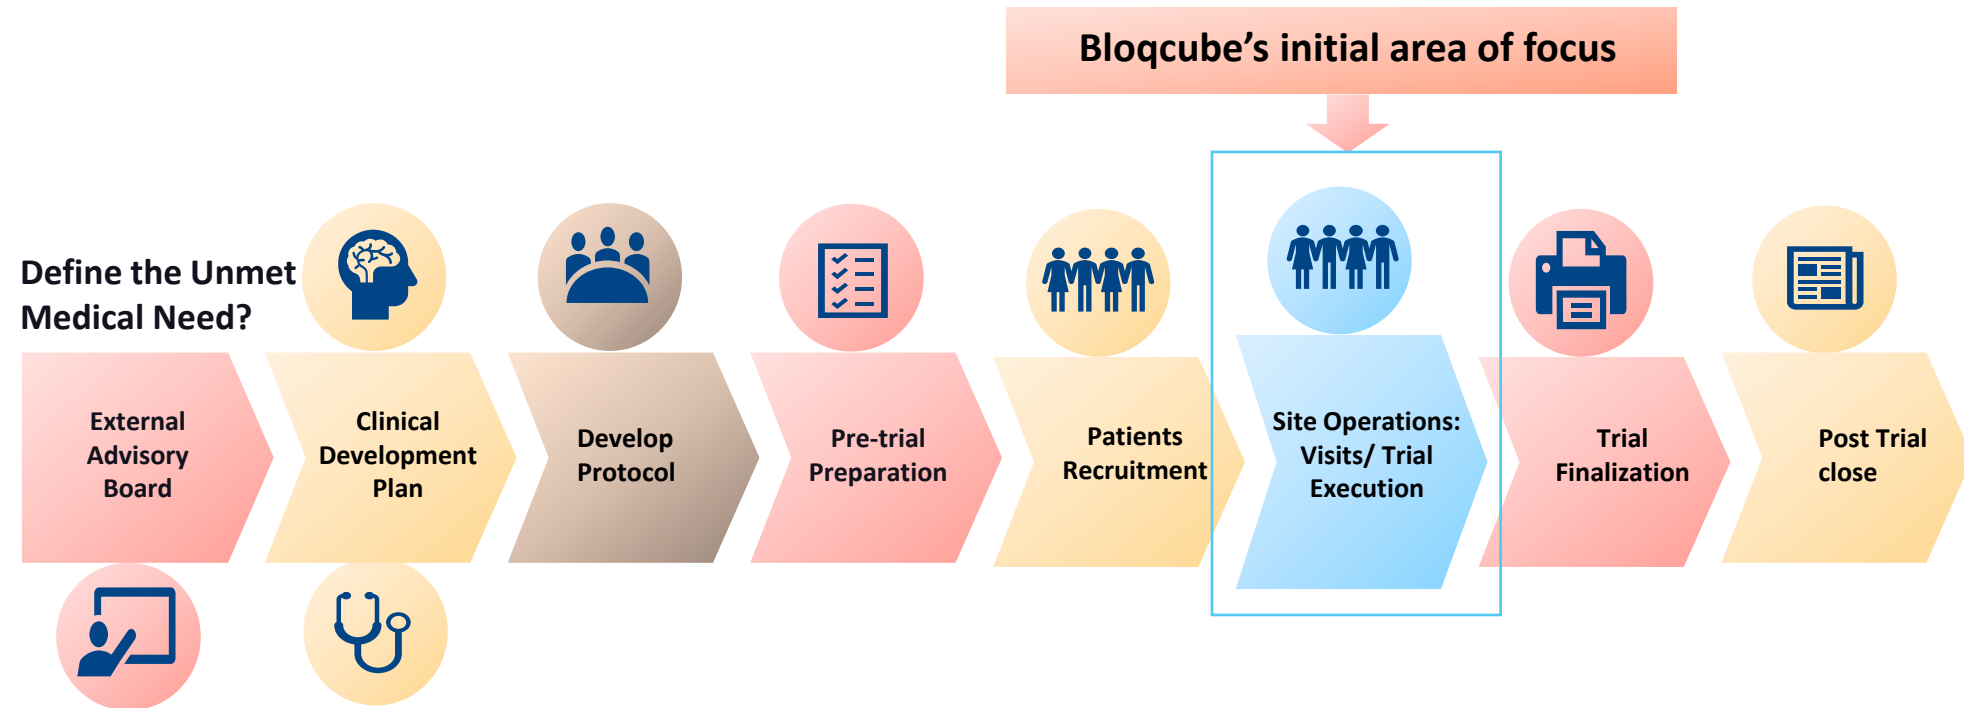 Bloqcube's initial area of focus
Define the Unmet
Medical Need?
External
Advisory
Board
Clinical
Development
Plan
Develop
Protocol
Pre-trial
Preparation
Patients
Recruitment
Site Operations:
Visits/ Trial
Execution
Trial
Finalization
Post Trial
close